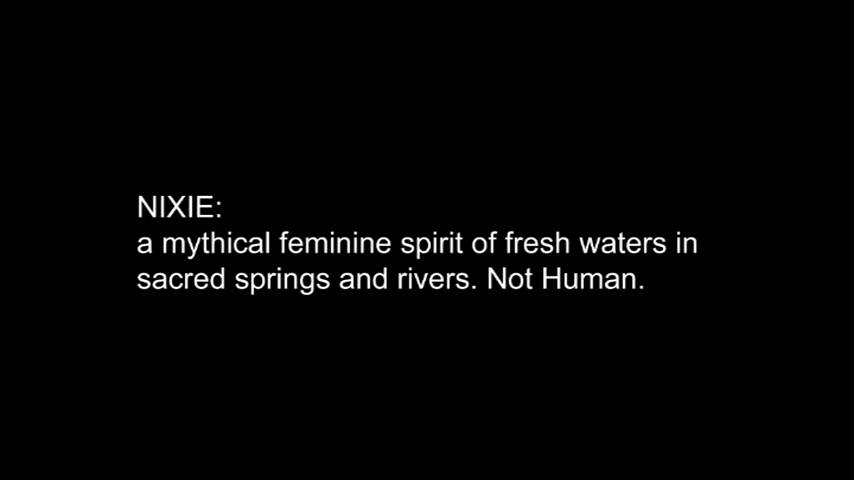 NIXIE:
a mythical feminine spirit of fresh waters in
sacred springs and rivers. Not Human.